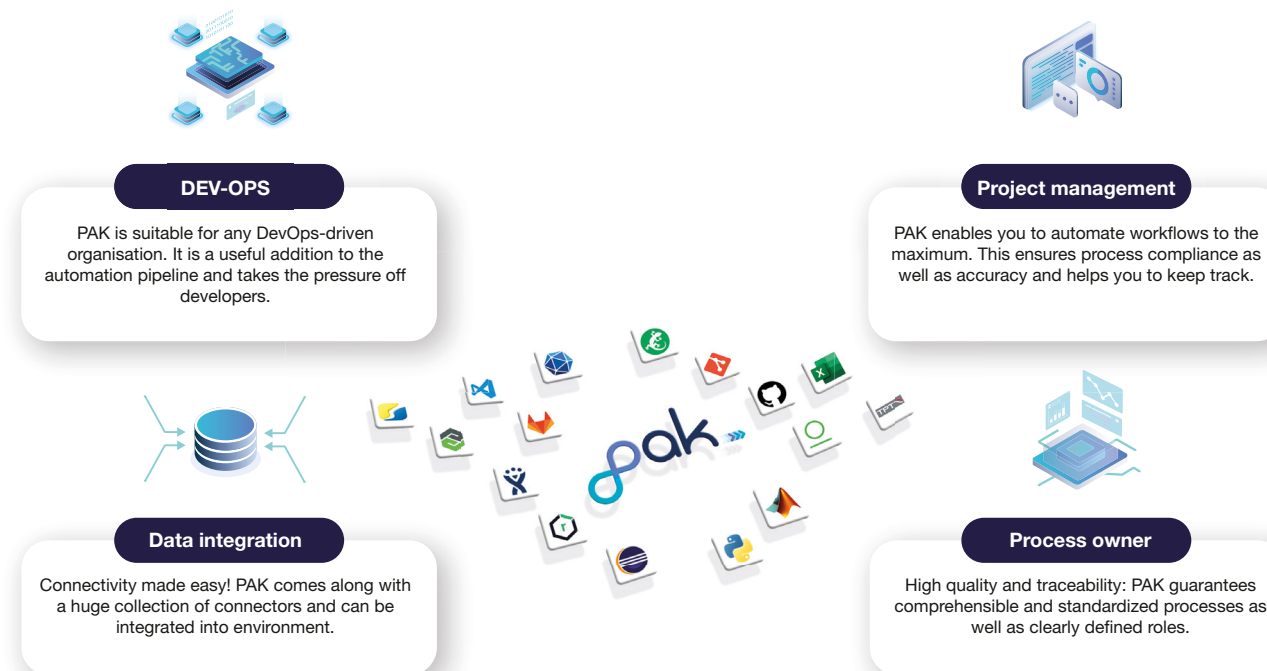 DEV-OPS
PAK is suitable for any DevOps-driven
organisation. It is a useful addition to the
automation pipeline and takes the pressure off
developers.
Project management
PAK enables you to automate workflows to the
maximum. This ensures process compliance as
well as accuracy and helps you to keep track.
pak
TPT
Data integration
Connectivity made easy! PAK comes along with
a huge collection of connectors and can be
integrated into environment.
Process owner
High quality and traceability: PAK guarantees
comprehensible and standardized processes as
well as clearly defined roles.